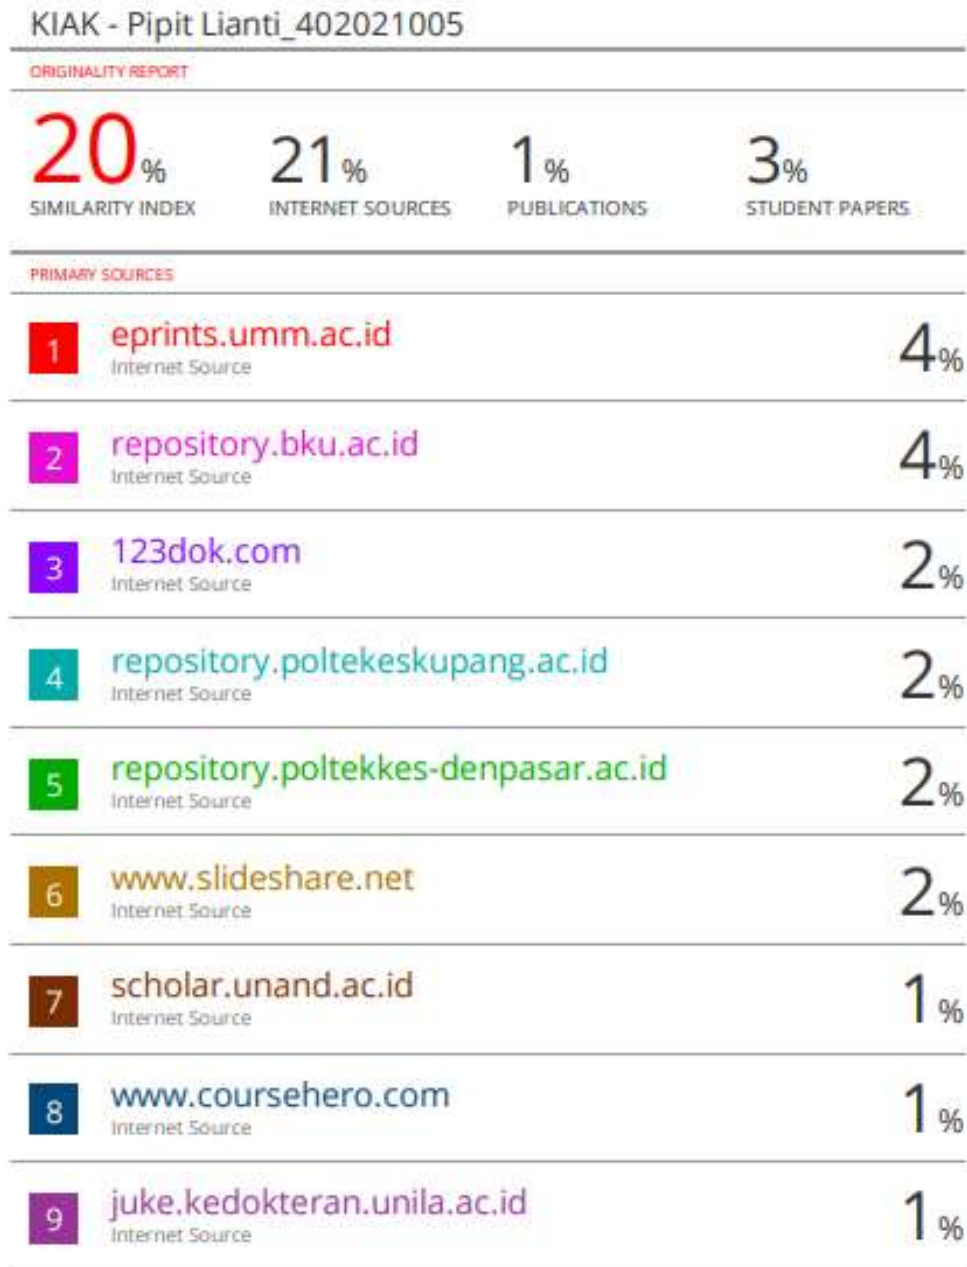 KIAK - Pipit Lianti_402021005
ORIGINALITY REPORT
20% 21% 1% 3%
SIMILARITY INDEX INTERNET SOURCES PUBLICATIONS STUDENT PAPERS
PRIMARY SOURCES
1 eprints.umm.ac.id 4%
Internet Source
2 repository.bku.ac.id 4%
Internet Source
3 123dok.com 2%
Internet Source
4 repository.poltekeskupang.ac.id 2%
Internet Source
5 repository.poltekkes-denpasar.ac.id 2%
Internet Source
6 www.slideshare.net 2%
Internet Source
7 scholar.unand.ac.id 1%
Internet Source
8 www.coursehero.com 1%
Internet Source
9 juke.kedokteran.unila.ac.id 1%
Internet Source